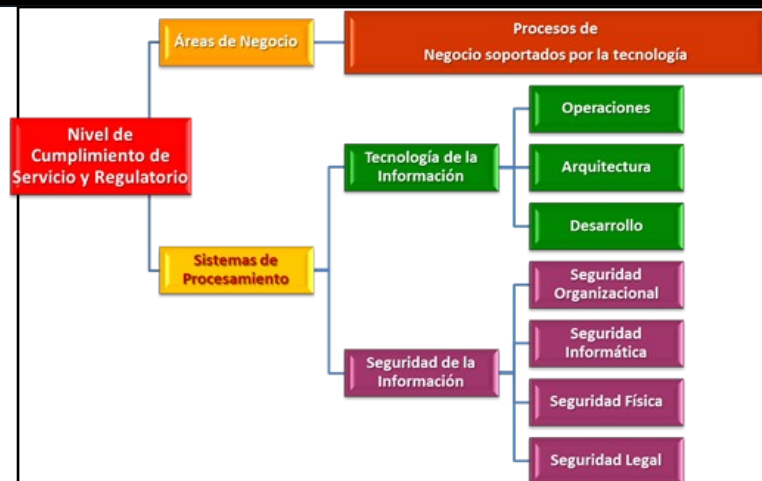 Áreas de Negocio
Procesos de
Negocio soportados por la tecnología
Nivel de
Cumplimiento de
Servicio y Regulatorio
Sistemas de
Procesamiento
Tecnología de la
Información
Operaciones
Arquitectura
Desarrollo
Seguridad de la
Información
Seguridad
Organizacional
Seguridad
Informática
Seguridad Física
Seguridad Legal